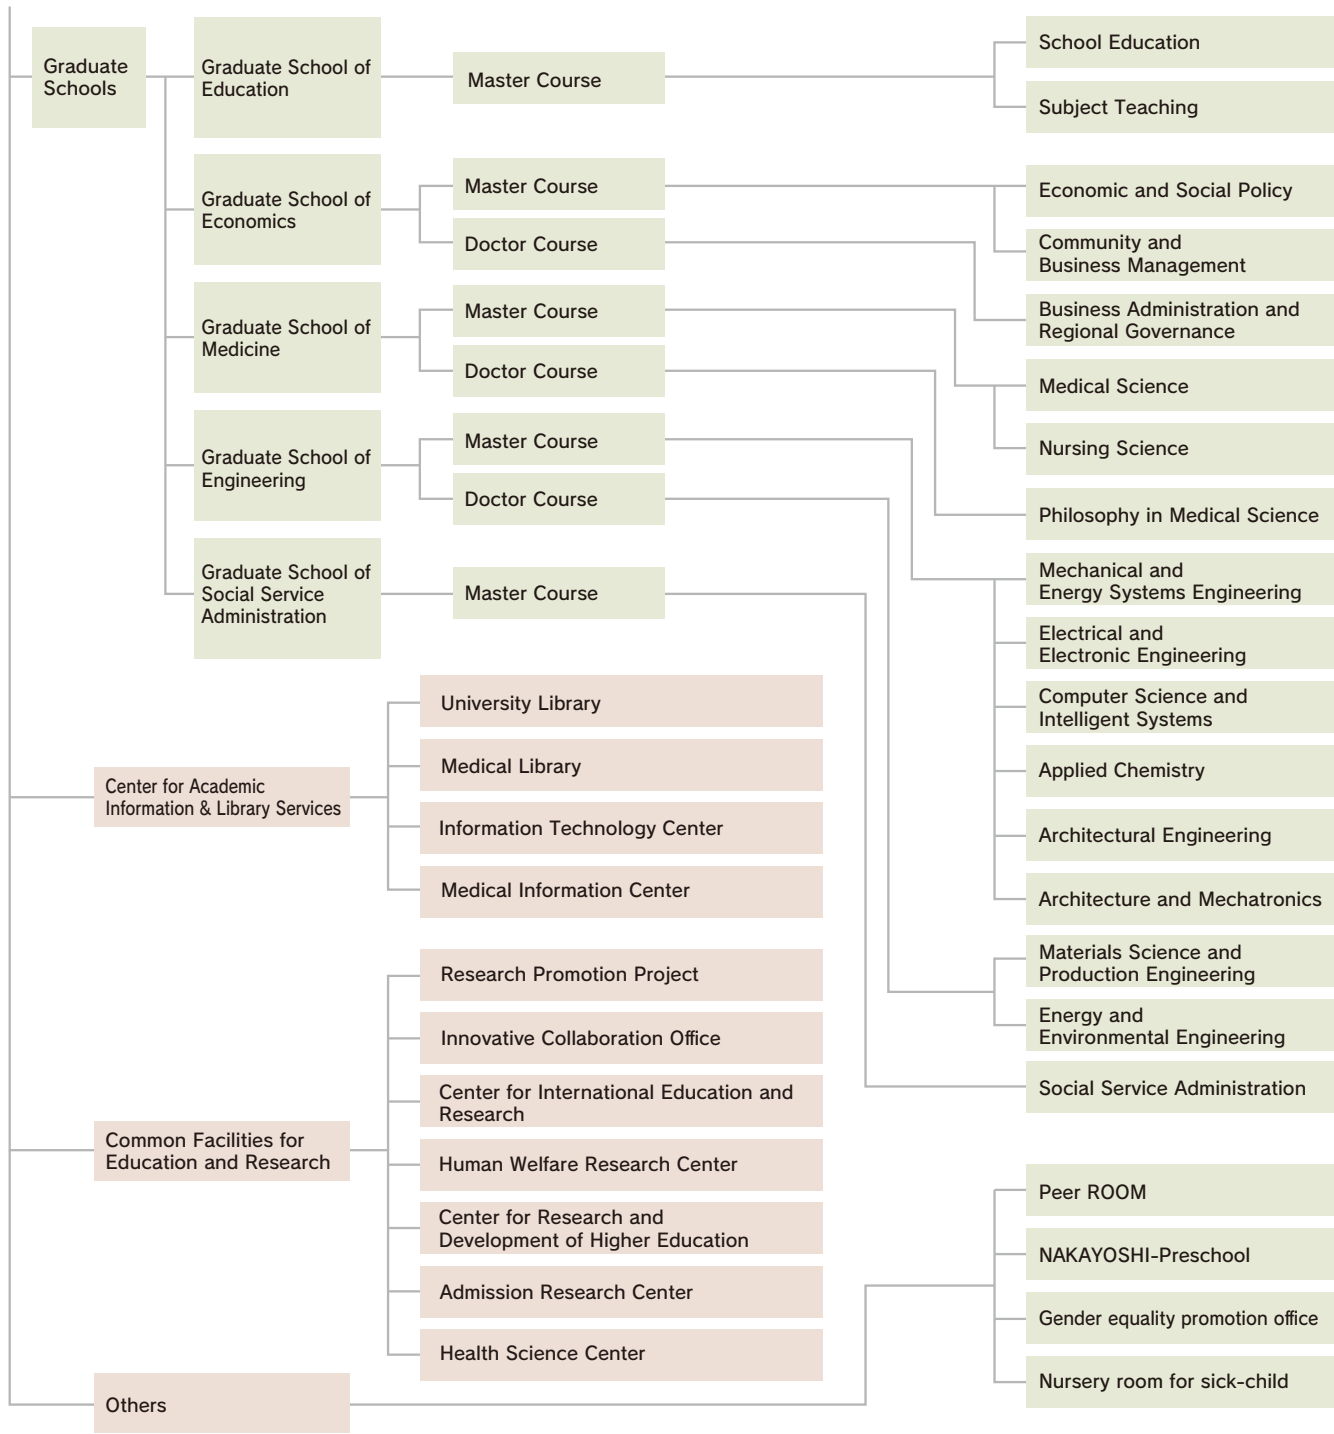 Graduate
Schools
Graduate School of
Education
Master Course
School Education
Subject Teaching
Graduate School of
Economics
Master Course
Doctor Course
Economic and Social Policy
Community and
Business Management
Business Administration and
Regional Governance
Graduate School of
Medicine
Master Course
Doctor Course
Medical Science
Nursing Science
Philosophy in Medical Science
Graduate School of
Engineering
Master Course
Doctor Course
Mechanical and
Energy Systems Engineering
Electrical and
Electronic Engineering
Computer Science and
Intelligent Systems
Applied Chemistry
Architectural Engineering
Architecture and Mechatronics
Materials Science and
Production Engineering
Energy and
Environmental Engineering
Graduate School of
Social Service
Administration
Master Course
Social Service Administration
Center for Academic
Information & Library Services
University Library
Medical Library
Information Technology Center
Medical Information Center
Common Facilities for
Education and Research
Research Promotion Project
Innovative Collaboration Office
Center for International Education and
Research
Human Welfare Research Center
Center for Research and
Development of Higher Education
Admission Research Center
Health Science Center
Others
Peer ROOM
NAKAYOSHI-Preschool
Gender equality promotion office
Nursery room for sick-child